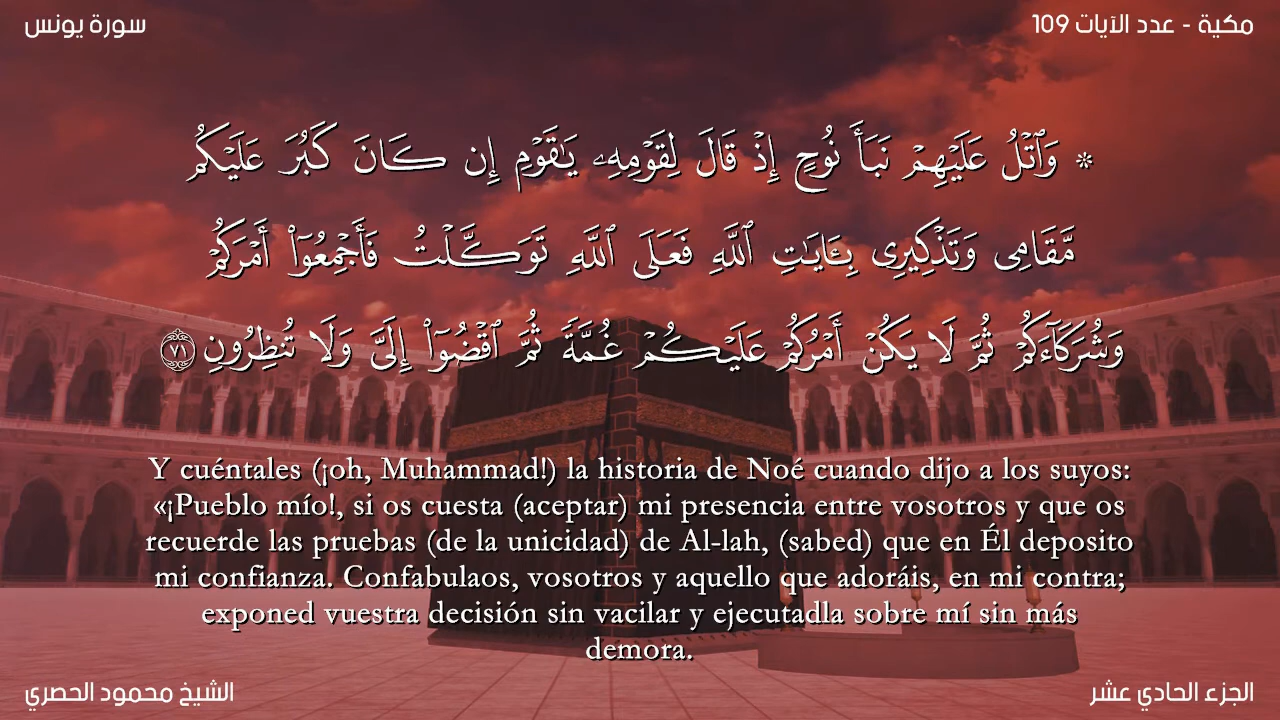 سورة يونس
مكية - عدد الآيات 109
* وَٱتْلُ عَلَيْهِمْ نَبَأَ نُوحٍ إِذْ قَالَ لِقَوْمِهِۦ يَٰقَوْمِ إِن كَانَ كَبُرَ عَلَيْكُم
مَّقَامِى وَتَذْكِيرِى بِـَٔايَٰتِ ٱللَّهِ فَعَلَى ٱللَّهِ تَوَكَّلْتُ فَأَجْمِعُوٓا۟ أَمْرَكُمْ
وَشُرَكَآءَكُمْ ثُمَّ لَا يَكُنْ أَمْرُكُمْ عَلَيْكُمْ غُمَّةً ثُمَّ ٱقْضُوٓا۟ إِلَىَّ وَلَا تُنظِرُونِ ٧١
Y cuéntales (¡oh, Muhammad!) la historia de Noé cuando dijo a los suyos:
«¡Pueblo mío!, si os cuesta (aceptar) mi presencia entre vosotros y que os
recuerde las pruebas (de la unicidad) de Al-lah, (sabed) que en Él deposito
mi confianza. Confabulaos, vosotros y aquello que adoráis, en mi contra;
exponed vuestra decisión sin vacilar y ejecutadla sobre mí sin más
demora.
الشيخ محمود الحصري
الجزء الحادي عشر